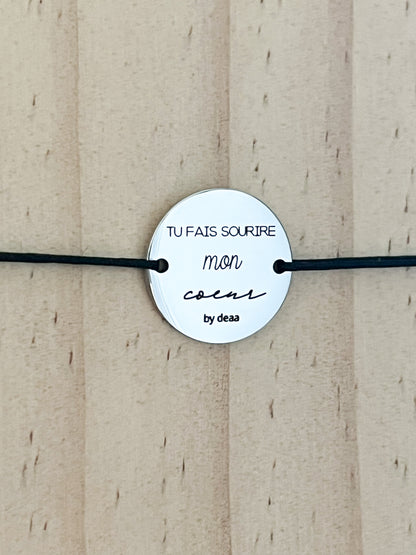 TU FAIS SOURIRE
mon
coeur
by deaa